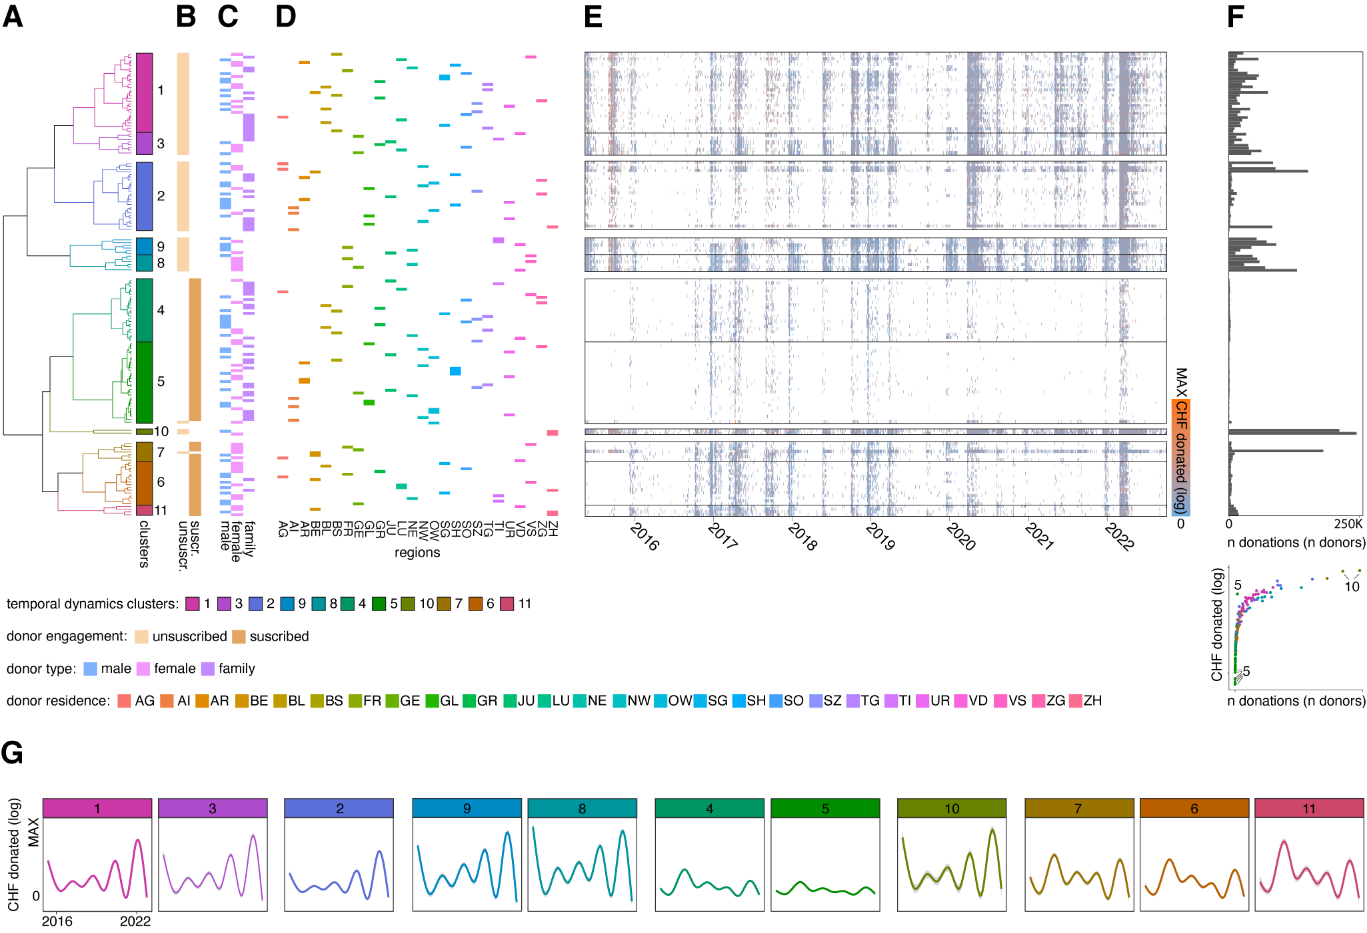 A B C D E F
1
3
2
9
8
4
5
10
7
6
11
clusters
unsuscr.
suscr.
male
female
family
AG AI AR BE BL BS FR GE GL GR JU LU NE NW OW SG SH SO SZ TG TI UR VD VS ZG ZH
regions
2016 2017 2018 2019 2020 2021 2022
MAX CHF donated (log) 0
0 250K
n donations (n donors)
CHF donated (log)
5
10
5
n donations (n donors)
temporal dynamics clusters: 1 3 2 9 8 4 5 10 7 6 11
donor engagement: unsuscribed suscribed
donor type: male female family
donor residence: AG AI AR BE BL BS FR GE GL GR JU LU NE NW OW SG SH SO SZ TG TI UR VD VS ZG ZH
G
1 3 2 9 8 4 5 10 7 6 11
CHF donated (log)
0 MAX
2016 2022